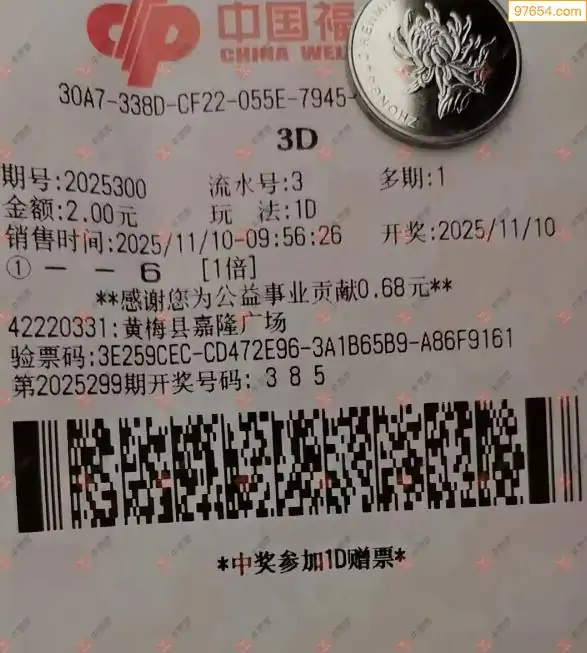 97654.com
中国福
CHINA WEL
30A7-338D-CF22-055E-7945-
ZHONGG
RENMIN
3D
期号:2025300 流水号:3 多期:1
金额:2.00元 玩 法:1D
销售时间:2025/11/10-09:56:26 开奖:2025/11/10
① — — 6 [1倍]
**感谢您为公益事业贡献0.68元**
42220331:黄梅县嘉隆广场
验票码:3E259CEC-CD472E96-3A1B65B9-A86F9161
第2025299期开奖号码: 3 8 5
*中奖参加1D赠票*